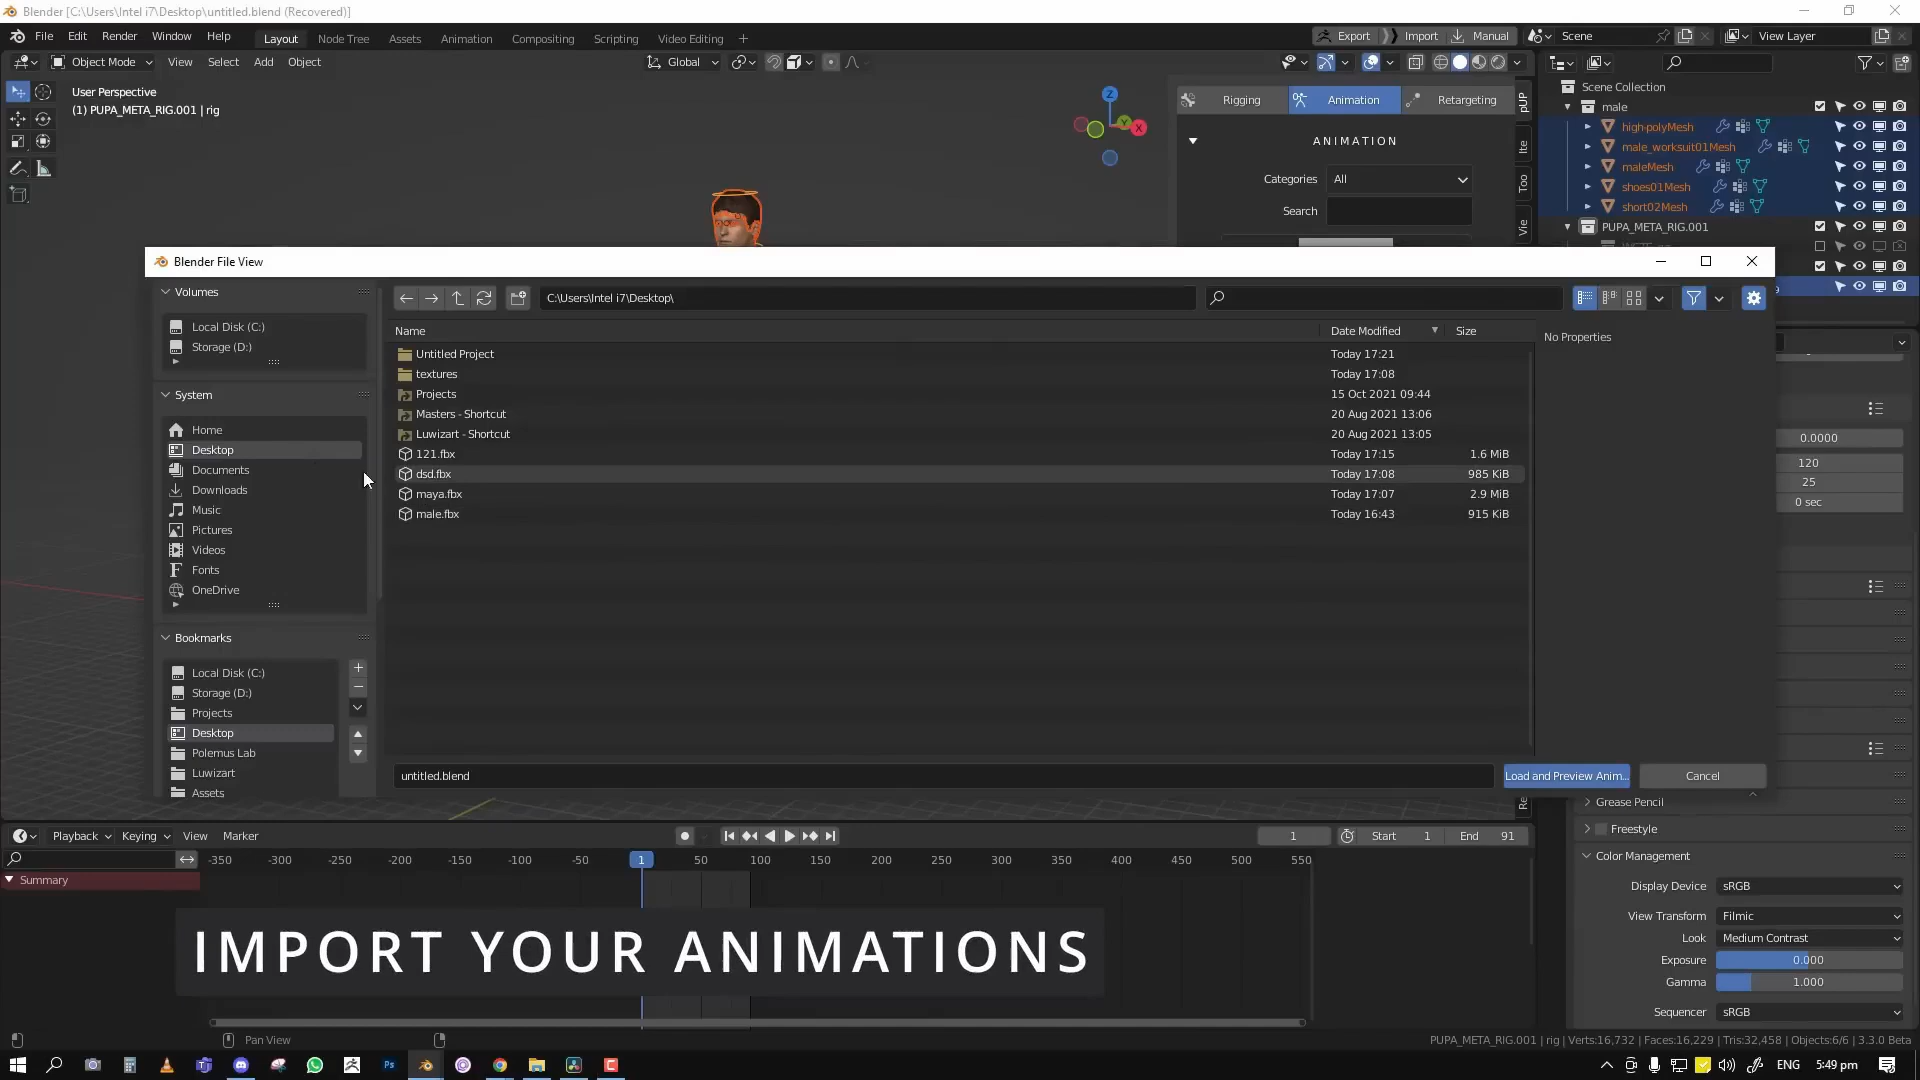 Blender [C:\Users\Intel i7\Desktop\untitled.blend (Recovered)]
File Edit Render Window Help Layout Node Tree Assets Animation Compositing Scripting Video Editing + Export Import Manual Scene View Layer
Object Mode View Select Add Object Global
User Perspective
(1) PUPA_META_RIG.001 | rig
Z
Y
X
Rigging Animation Retargeting
ANIMATION
Categories All
Search
pUP
Ite
Too
Vie
Scene Collection
male
high-polyMesh
male_worksuit01Mesh
maleMesh
shoes01Mesh
short02Mesh
PUPA_META_RIG.001
Blender File View
Volumes
Local Disk (C:)
Storage (D:)
System
Home
Desktop
Documents
Downloads
Music
Pictures
Videos
Fonts
OneDrive
Bookmarks
Local Disk (C:)
Storage (D:)
Projects
Desktop
Polemus Lab
Luwizart
Assets
C:\Users\Intel i7\Desktop\
Name Date Modified Size
Untitled Project Today 17:21
textures Today 17:08
Projects 15 Oct 2021 09:44
Masters - Shortcut 20 Aug 2021 13:06
Luwizart - Shortcut 20 Aug 2021 13:05
121.fbx Today 17:15 1.6 MiB
dsd.fbx Today 17:08 985 KiB
maya.fbx Today 17:07 2.9 MiB
male.fbx Today 16:43 915 KiB
No Properties
untitled.blend Load and Preview Anim... Cancel
0.0000
120
25
0 sec
Re
Grease Pencil
Freestyle
Color Management
Display Device sRGB
View Transform Filmic
Look Medium Contrast
Exposure 0.000
Gamma 1.000
Sequencer sRGB
Playback Keying View Marker 1 Start 1 End 91
-350 -300 -250 -200 -150 -100 -50 1 50 100 150 200 250 300 350 400 450 500 550
Summary
IMPORT YOUR ANIMATIONS
Pan View
PUPA_META_RIG.001 | rig | Verts:16,732 | Faces:16,229 | Tris:32,458 | Objects:6/6 | 3.3.0 Beta
Ps
ENG 5:49 pm